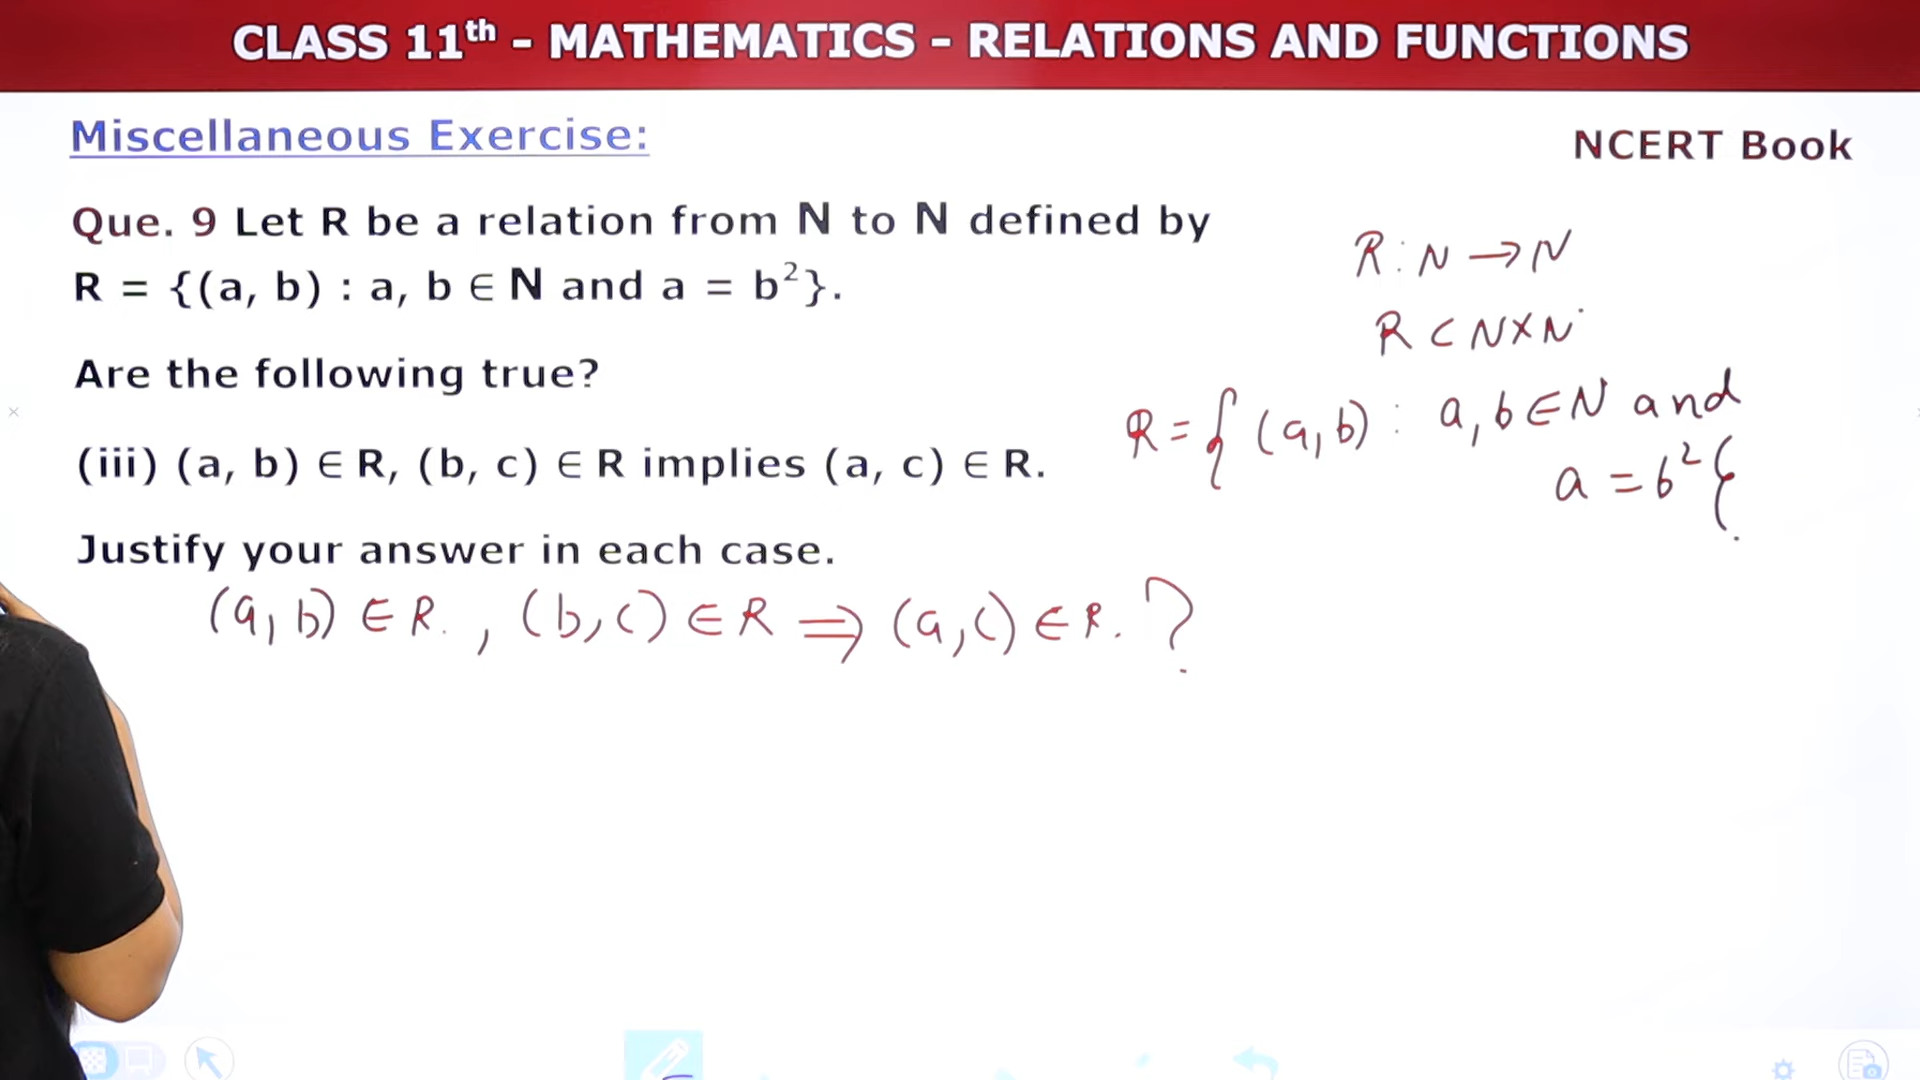 CLASS 11th - MATHEMATICS - RELATIONS AND FUNCTIONS
Miscellaneous Exercise:
NCERT Book
Que. 9 Let R be a relation from N to N defined by
R = {(a, b) : a, b ∈ N and a = b²}.
Are the following true?
(iii) (a, b) ∈ R, (b, c) ∈ R implies (a, c) ∈ R.
Justify your answer in each case.
R : N → N
R ⊂ N × N
R = { (a, b) : a, b ∈ N and
a = b² {
(a, b) ∈ R. , (b, c) ∈ R ⇒ (a, c) ∈ R. ?